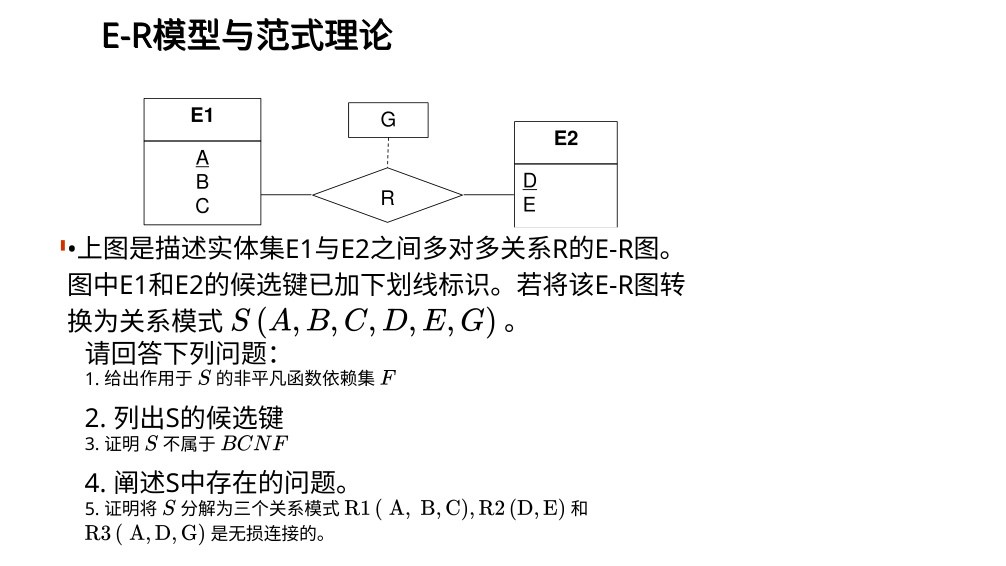 E-R模型与范式理论
E1
A
B
C
G
R
E2
D
E
•上图是描述实体集E1与E2之间多对多关系R的E-R图。
图中E1和E2的候选键已加下划线标识。若将该E-R图转
换为关系模式 S (A, B, C, D, E, G) 。
请回答下列问题：
1. 给出作用于 S 的非平凡函数依赖集 F
2. 列出S的候选键
3. 证明 S 不属于 BCNF
4. 阐述S中存在的问题。
5. 证明将 S 分解为三个关系模式 R1 ( A, B,C), R2 (D, E) 和
R3 ( A, D, G) 是无损连接的。